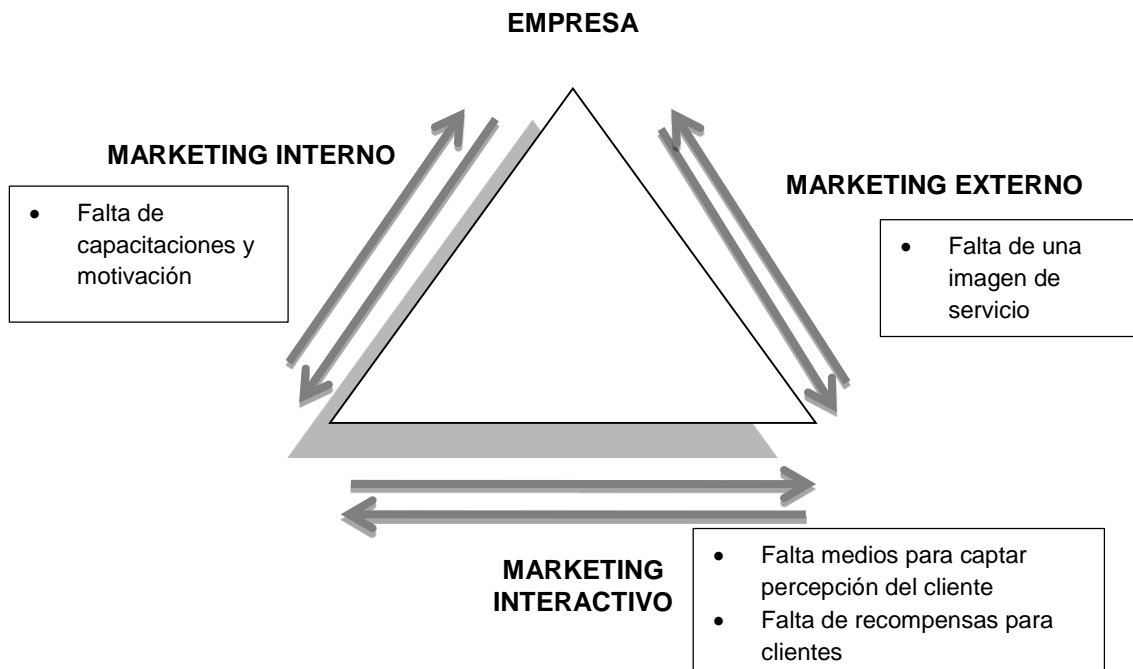 EMPRESA
MARKETING INTERNO
• Falta de
capacitaciones y
motivación
MARKETING EXTERNO
• Falta de una
imagen de
servicio
MARKETING
INTERACTIVO
• Falta medios para captar
percepción del cliente
• Falta de recompensas para
clientes